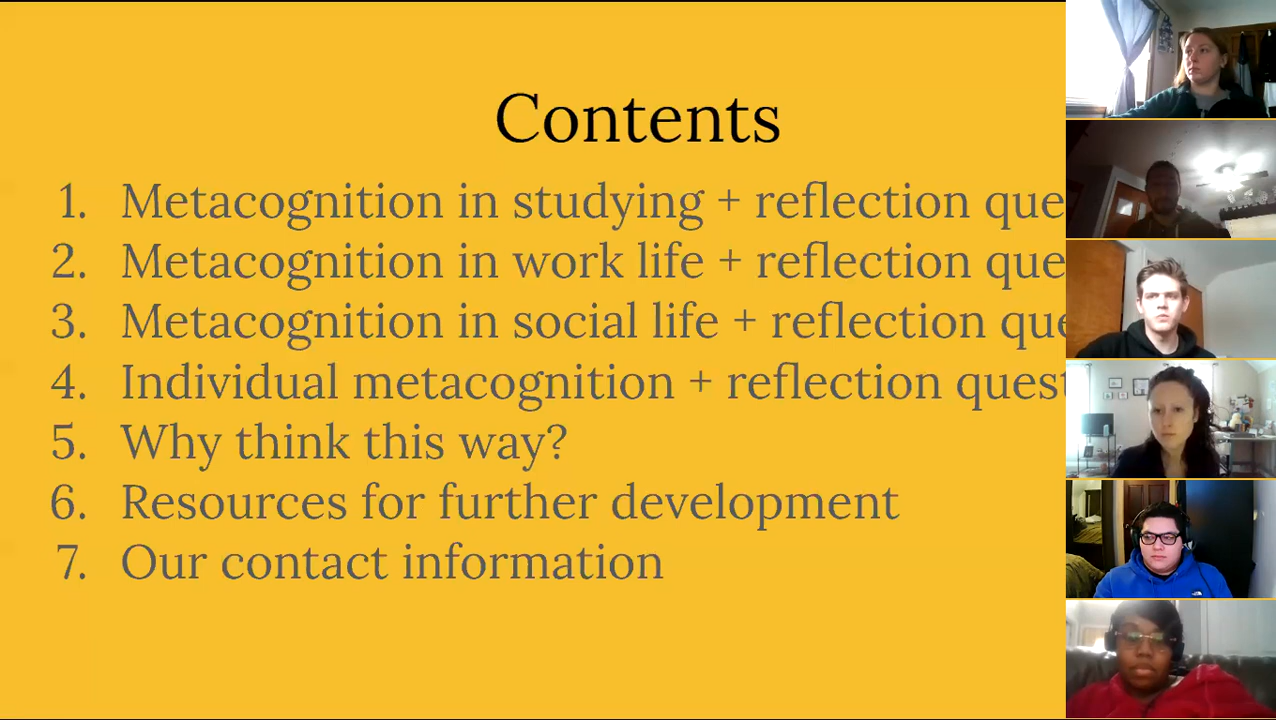 Contents
1. Metacognition in studying + reflection que
2. Metacognition in work life + reflection que
3. Metacognition in social life + reflection que
4. Individual metacognition + reflection quest
5. Why think this way?
6. Resources for further development
7. Our contact information